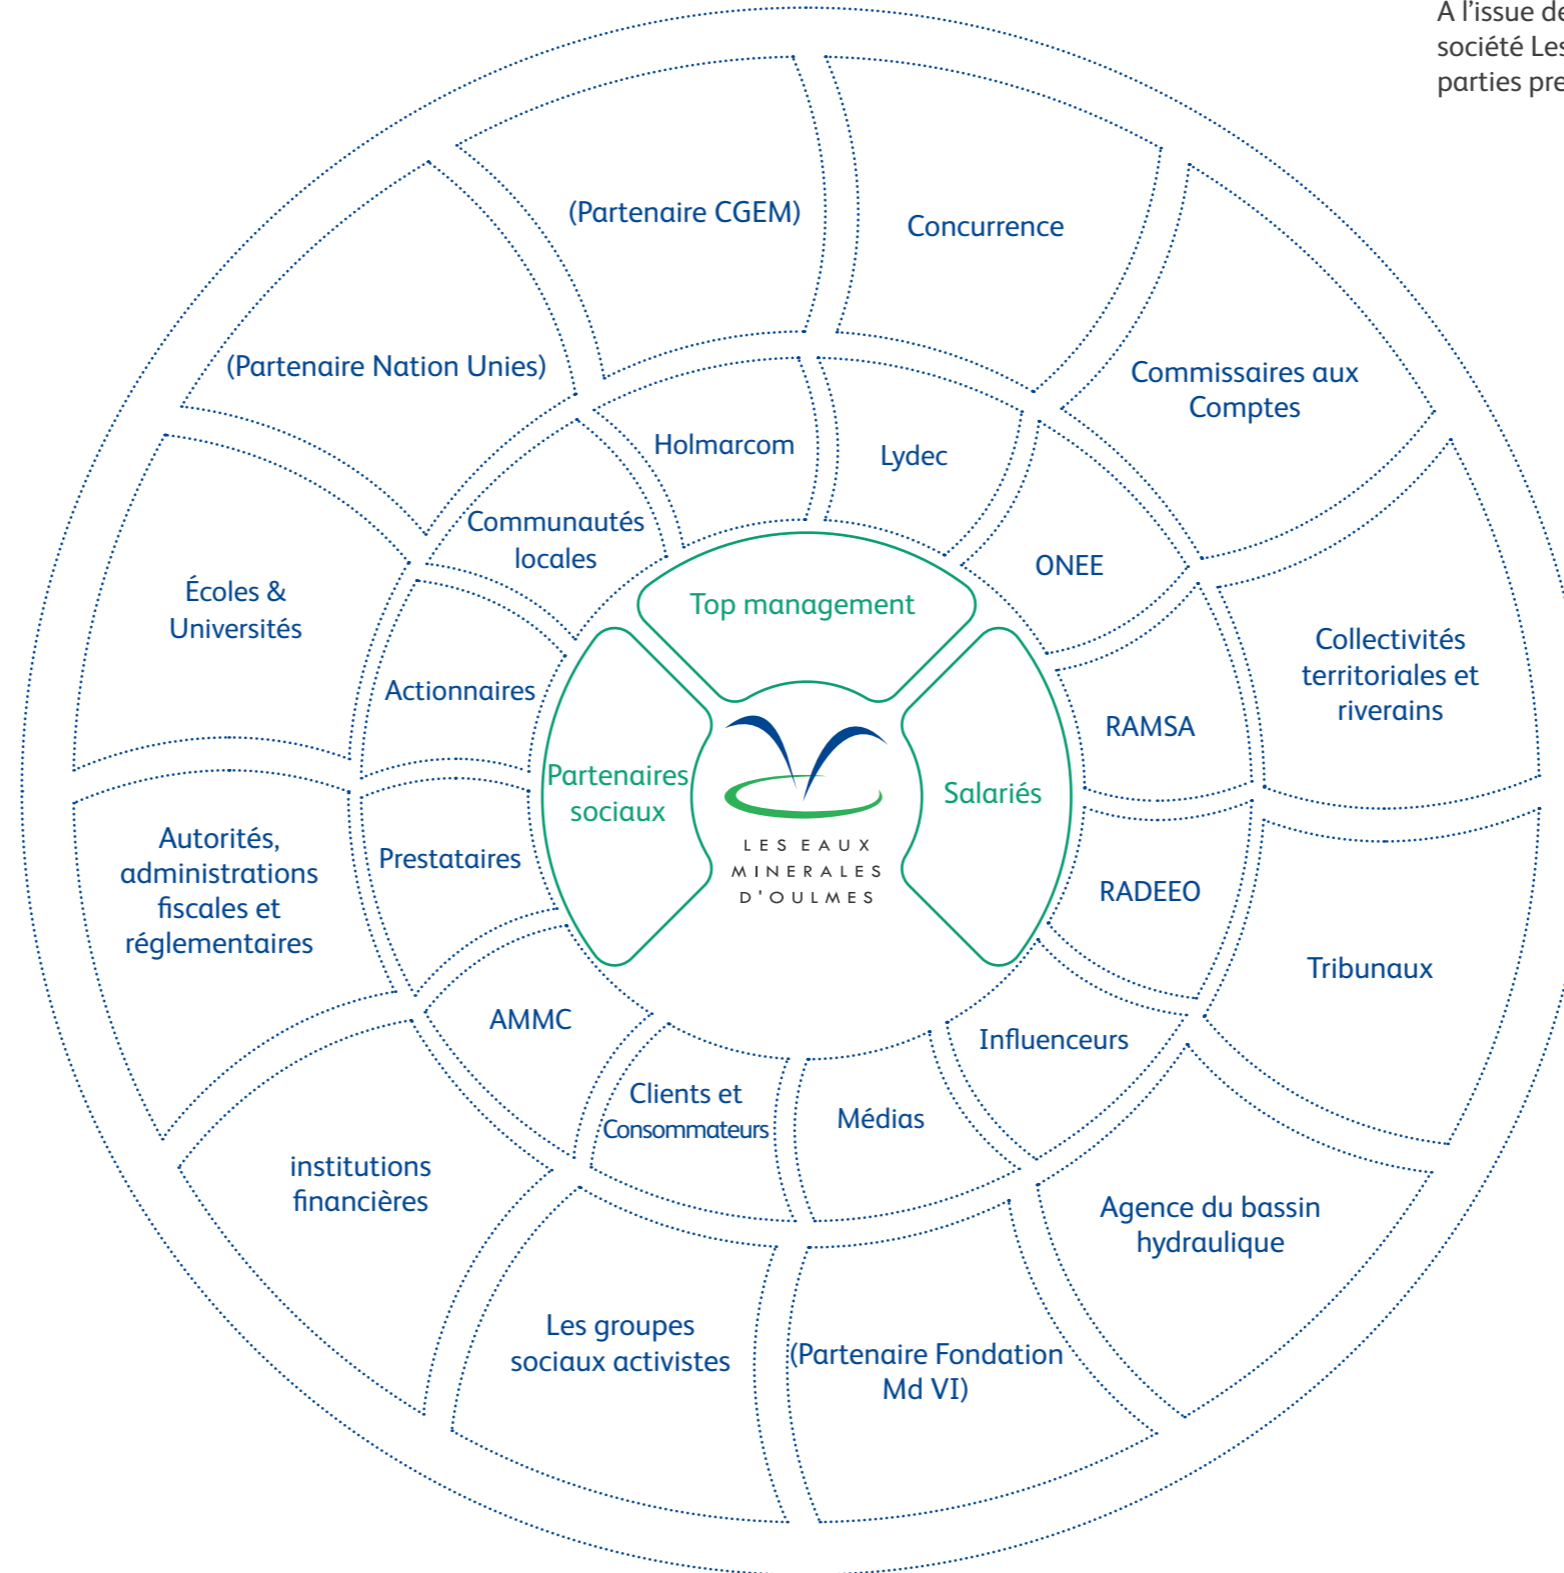 À l'issue de
société Les
parties pre
(Partenaire CGEM)
Concurrence
(Partenaire Nation Unies)
Commissaires aux
Comptes
Holmarcom
Lydec
Communautés
locales
ONEE
École​s &
Universités
Top management
Collectivités
territoriales et
riverains
Actionnaires
RAMSA
Partenaires
sociaux
Salariés
LES EAUX
MINERALES
D'OULMES
Autorités,
administrations
fiscales et
réglementaires
Prestataires
RADEEO
Tribunaux
AMMC
Influenceurs
Clients et
Consommateurs
Médias
institutions
financières
Agence du bassin
hydraulique
Les groupes
sociaux activistes
(Partenaire Fondation
Md VI)